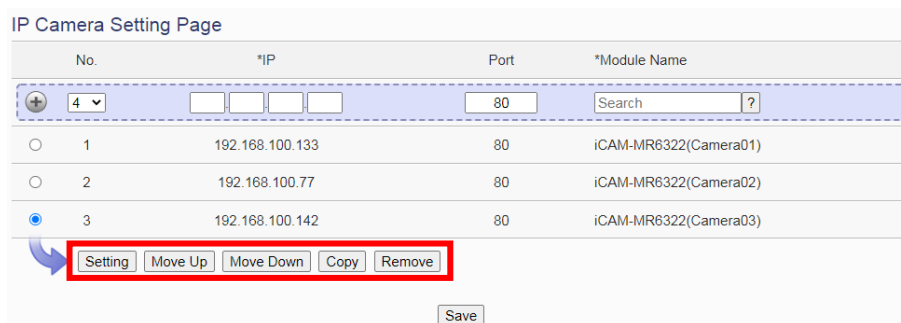 IP Camera Setting Page
No. *IP Port *Module Name
4 . . . 80 Search ?
1 192.168.100.133 80 iCAM-MR6322(Camera01)
2 192.168.100.77 80 iCAM-MR6322(Camera02)
3 192.168.100.142 80 iCAM-MR6322(Camera03)
Setting Move Up Move Down Copy Remove
Save